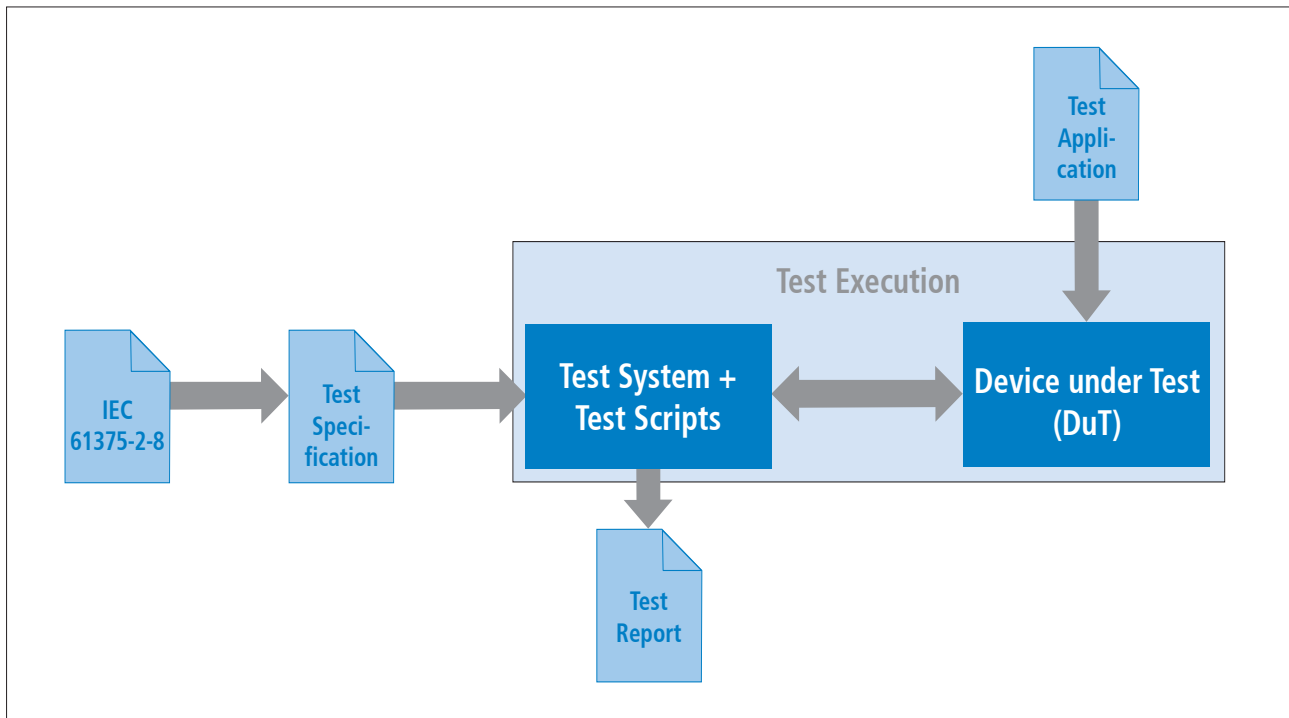 Test
Appli-
cation
Test Execution
IEC
61375-2-8
Test
Speci-
fication
Test System +
Test Scripts
Device under Test
(DuT)
Test
Report